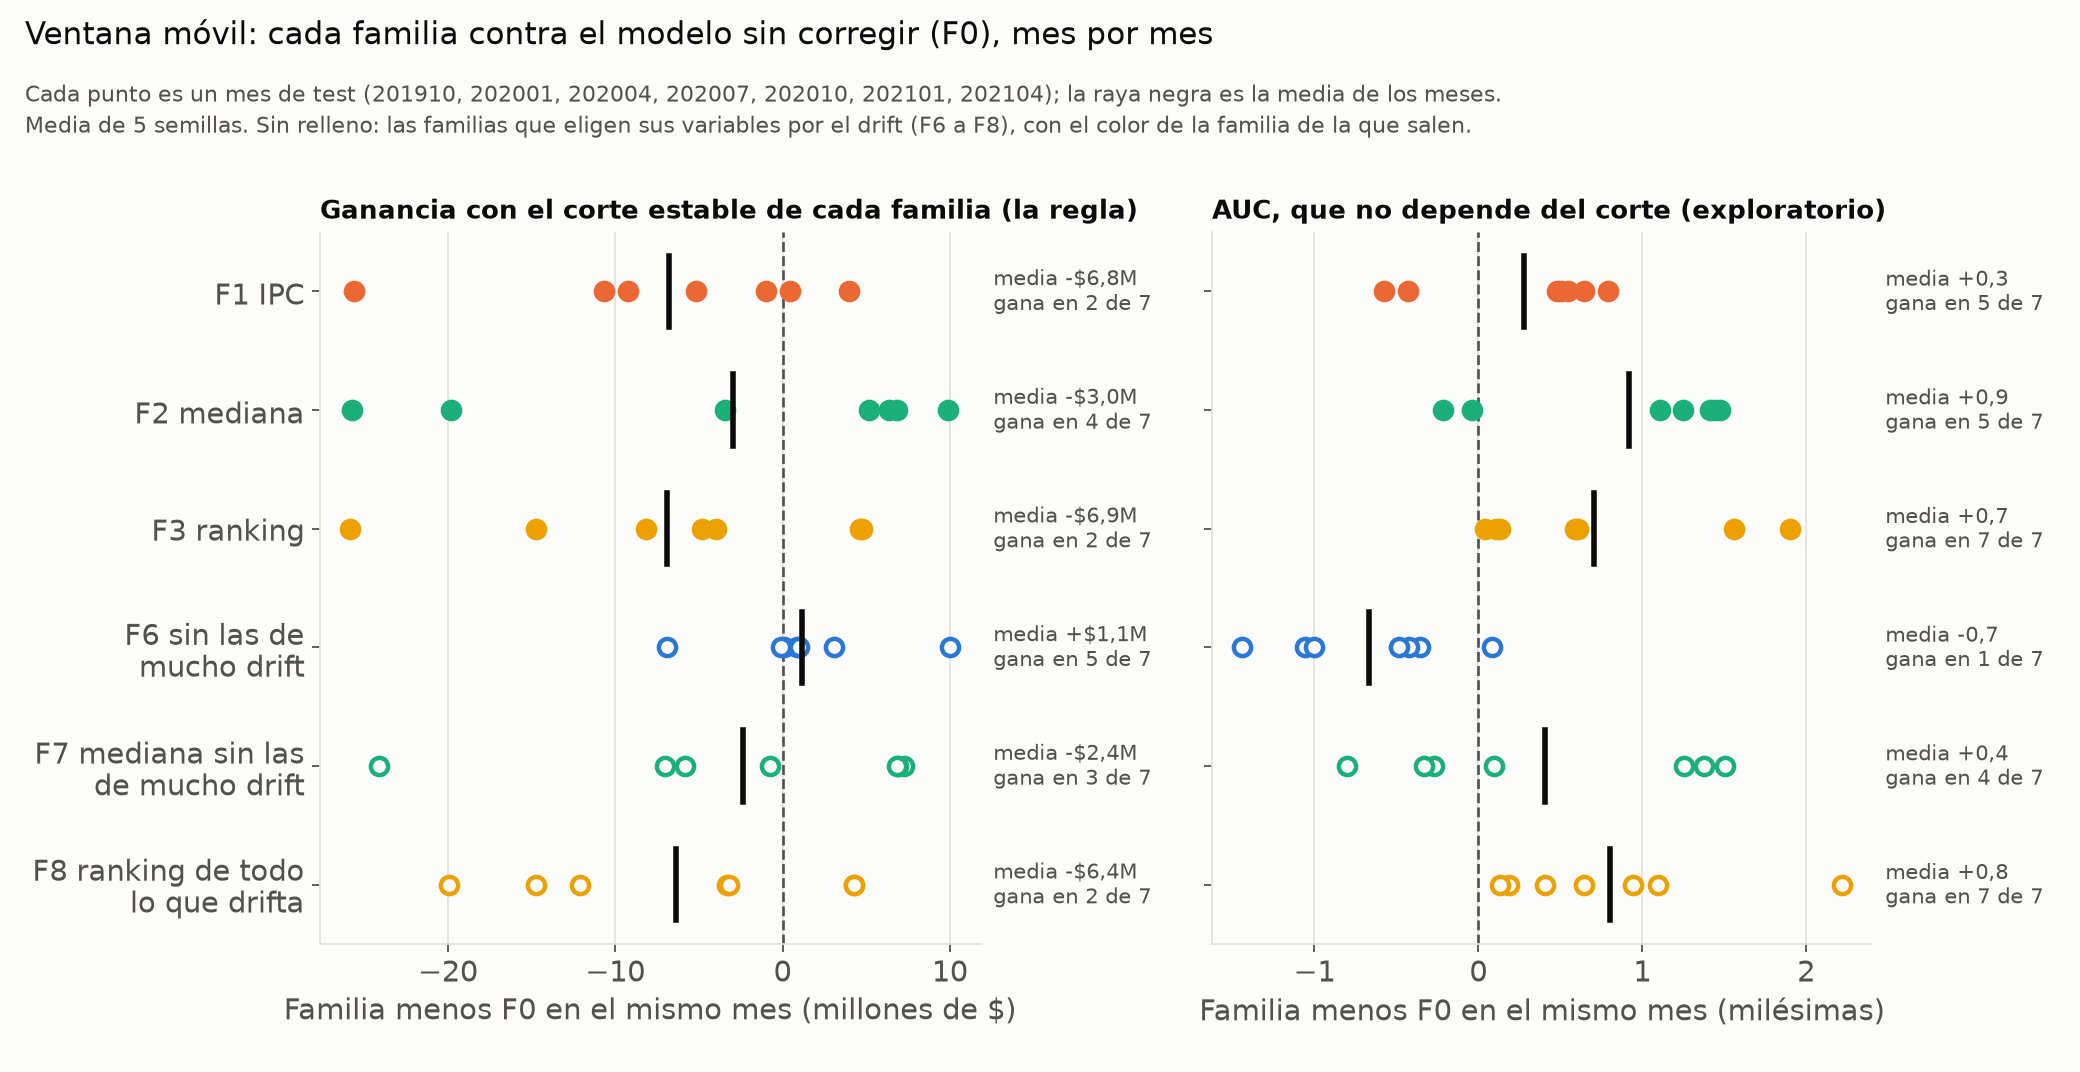 Ventana móvil: cada familia contra el modelo sin corregir (F0), mes por mes
Cada punto es un mes de test (201910, 202001, 202004, 202007, 202010, 202101, 202104); la raya negra es la media de los meses.
Media de 5 semillas. Sin relleno: las familias que eligen sus variables por el drift (F6 a F8), con el color de la familia de la que salen.
Ganancia con el corte estable de cada familia (la regla)
F1 IPC
media -$6,8M
gana en 2 de 7
F2 mediana
media -$3,0M
gana en 4 de 7
F3 ranking
media -$6,9M
gana en 2 de 7
F6 sin las de
mucho drift
media +$1,1M
gana en 5 de 7
F7 mediana sin las
de mucho drift
media -$2,4M
gana en 3 de 7
F8 ranking de todo
lo que drifta
media -$6,4M
gana en 2 de 7
−20 −10 0 10
Familia menos F0 en el mismo mes (millones de $)
AUC, que no depende del corte (exploratorio)
media +0,3
gana en 5 de 7
media +0,9
gana en 5 de 7
media +0,7
gana en 7 de 7
media -0,7
gana en 1 de 7
media +0,4
gana en 4 de 7
media +0,8
gana en 7 de 7
−1 0 1 2
Familia menos F0 en el mismo mes (milésimas)